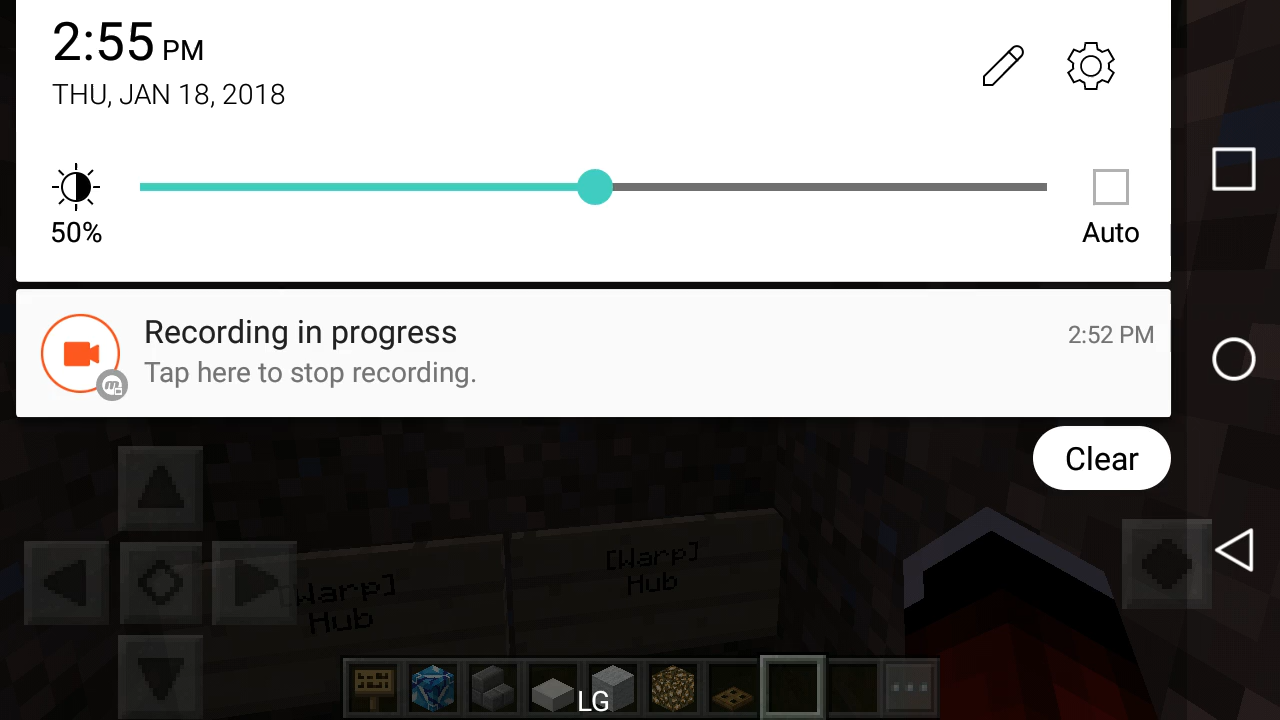 2:55 PM
THU, JAN 18, 2018
50%
Auto
Recording in progress
2:52 PM
Tap here to stop recording.
Clear
[Warp]
Hub
[Warp]
Hub
LG